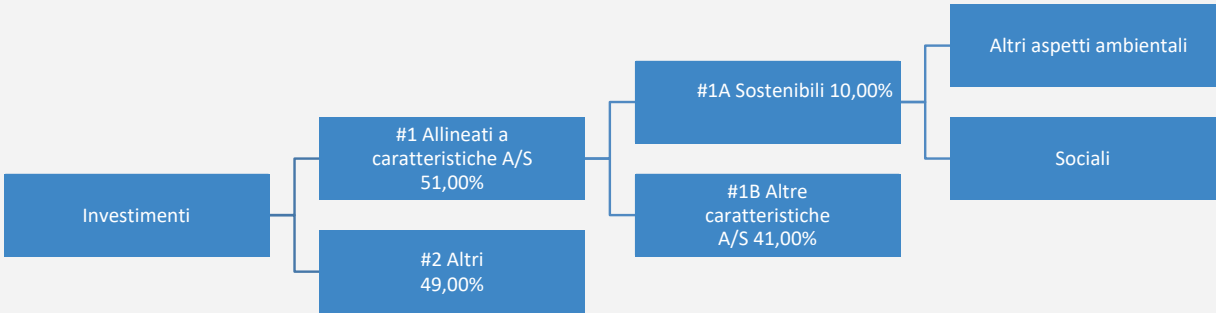 Investimenti
#1 Allineati a
caratteristiche A/S
51,00%
#2 Altri
49,00%
#1A Sostenibili 10,00%
#1B Altre
caratteristiche
A/S 41,00%
Altri aspetti ambientali
Sociali